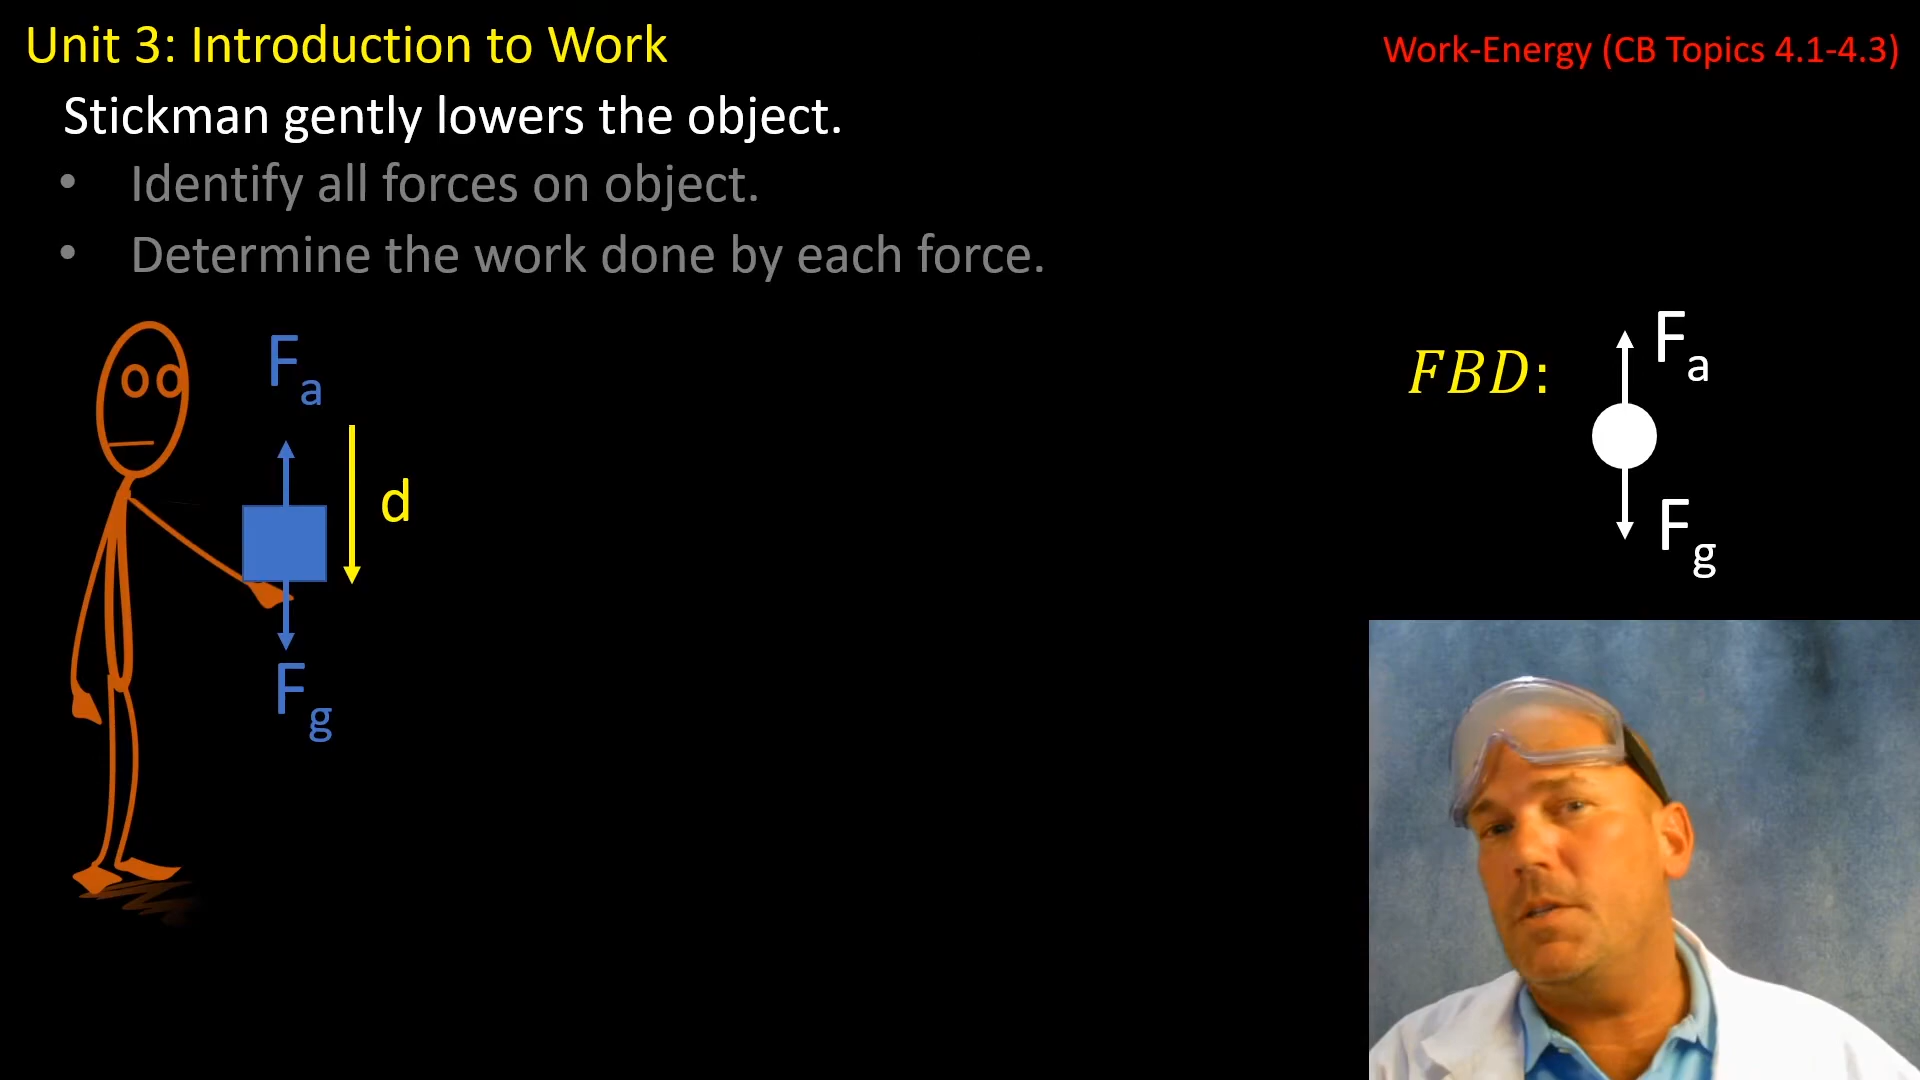 Unit 3: Introduction to Work
Work-Energy (CB Topics 4.1-4.3)
Stickman gently lowers the object.
• Identify all forces on object.
• Determine the work done by each force.
Fa
d
Fg
FBD:
Fa
Fg